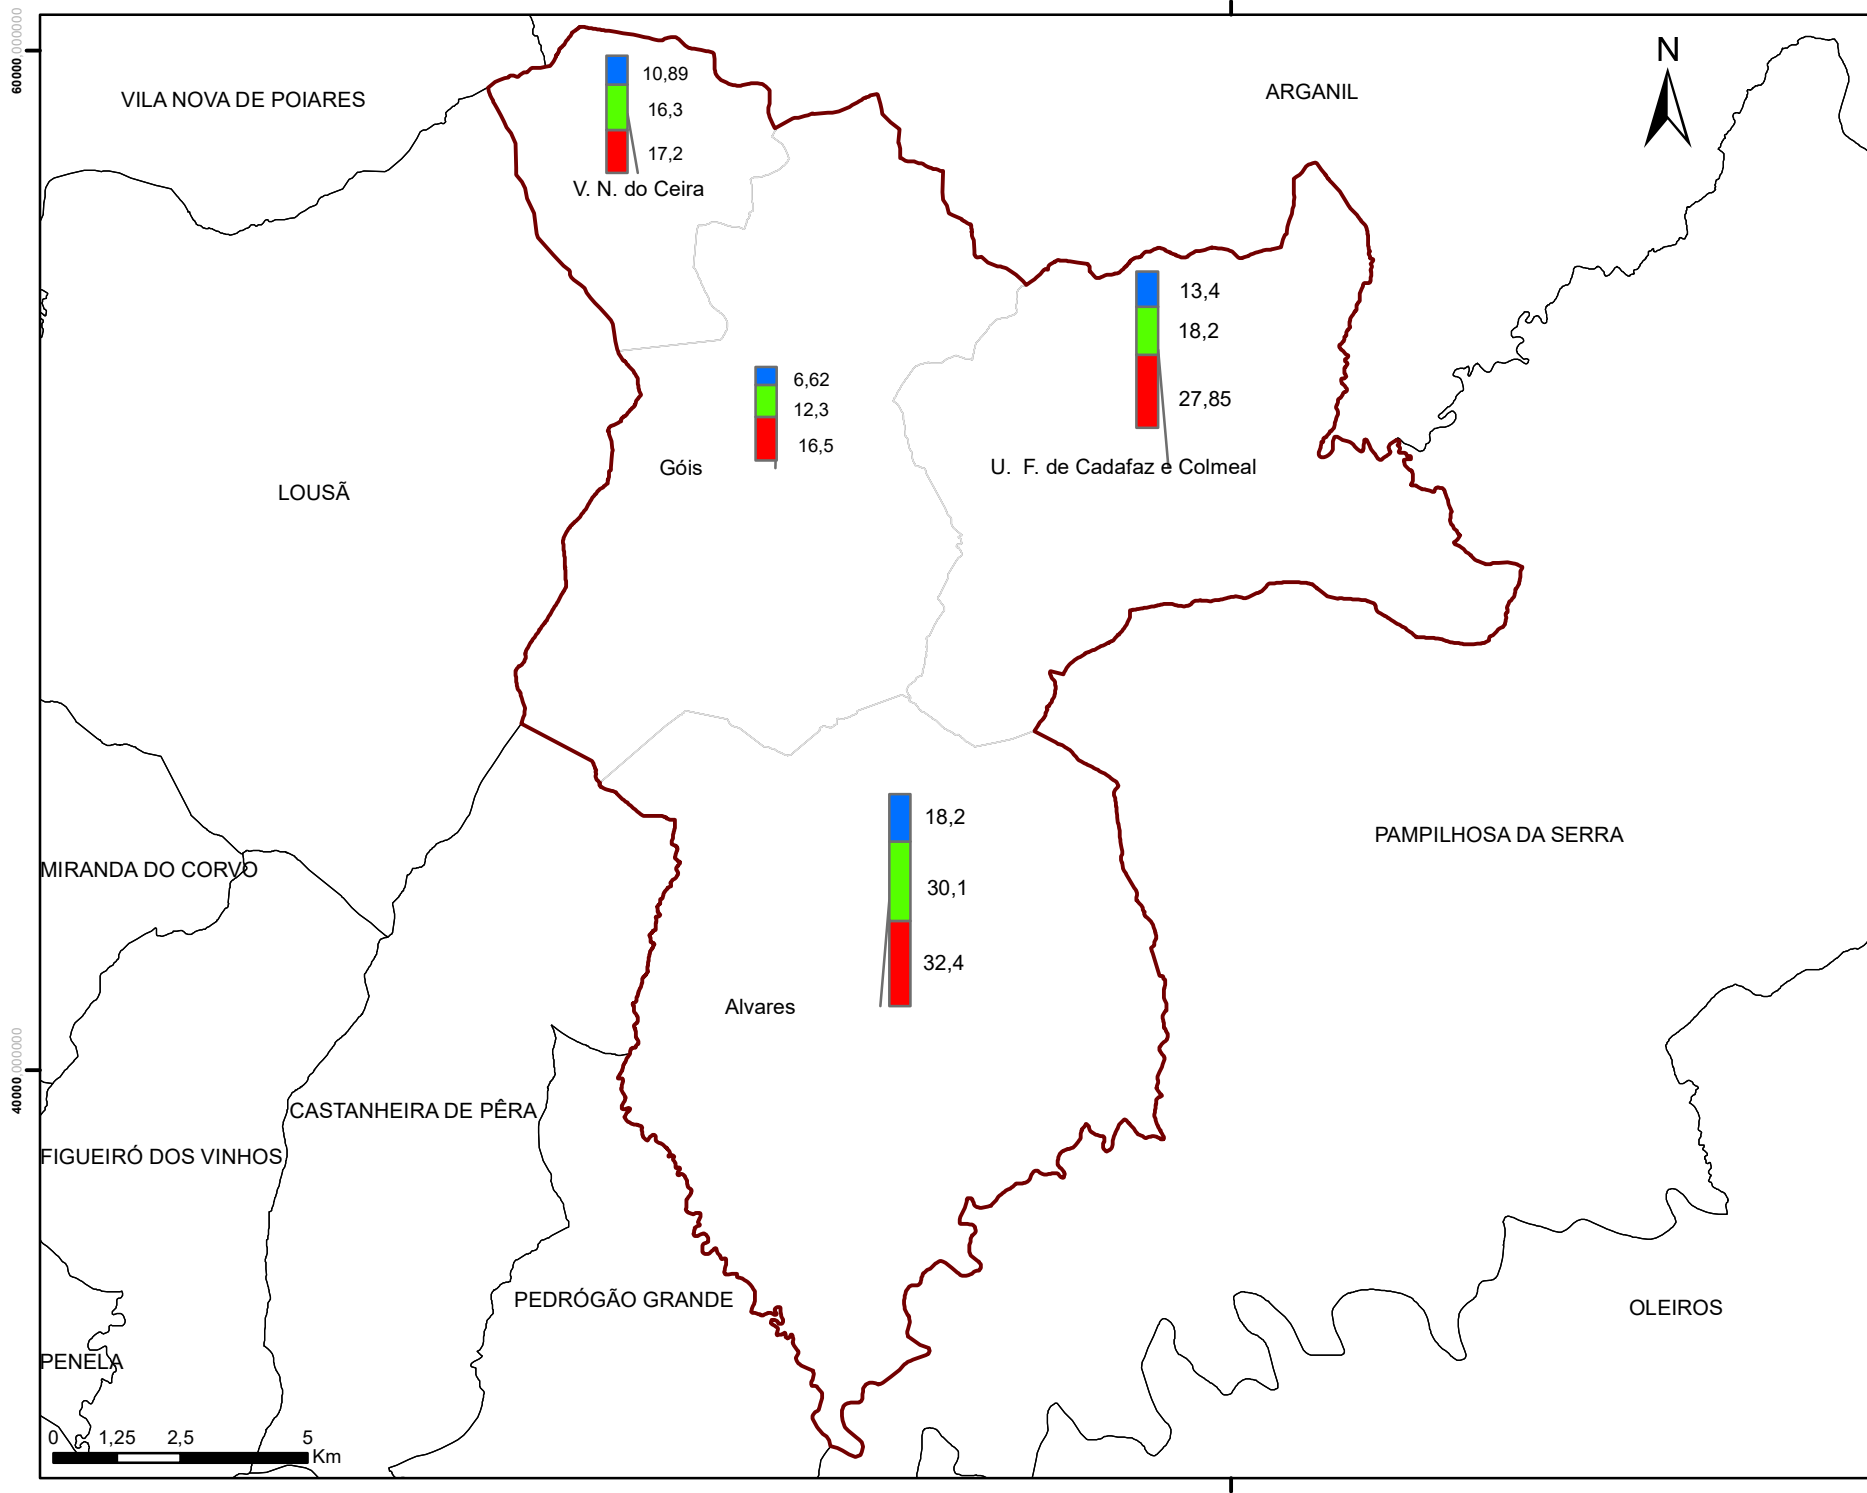 60000,000000
N
VILA NOVA DE POIARES
ARGANIL
10,89
16,3
17,2
V. N. do Ceira
13,4
18,2
27,85
6,62
12,3
16,5
Góis
U. F. de Cadafaz e Colmeal
LOUSÃ
18,2
30,1
32,4
PAMPILHOSA DA SERRA
MIRANDA DO CORVO
Alvares
40000,000000
CASTANHEIRA DE PÊRA
FIGUEIRÓ DOS VINHOS
PEDRÓGÃO GRANDE
OLEIROS
PENELA
0 1,25 2,5 5
Km